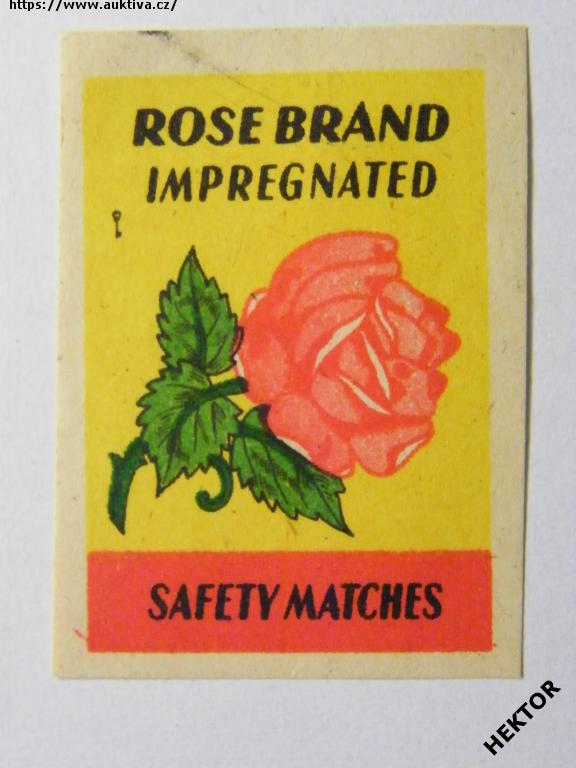 https://www.auktiva.cz/
ROSE BRAND
IMPREGNATED
SAFETY MATCHES
HEKTOR